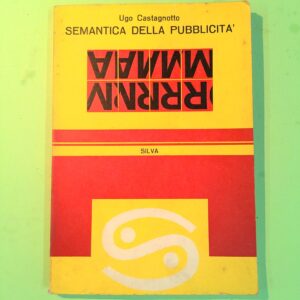 Ugo Castagnotto
SEMANTICA DELLA PUBBLICITA'
SILVA